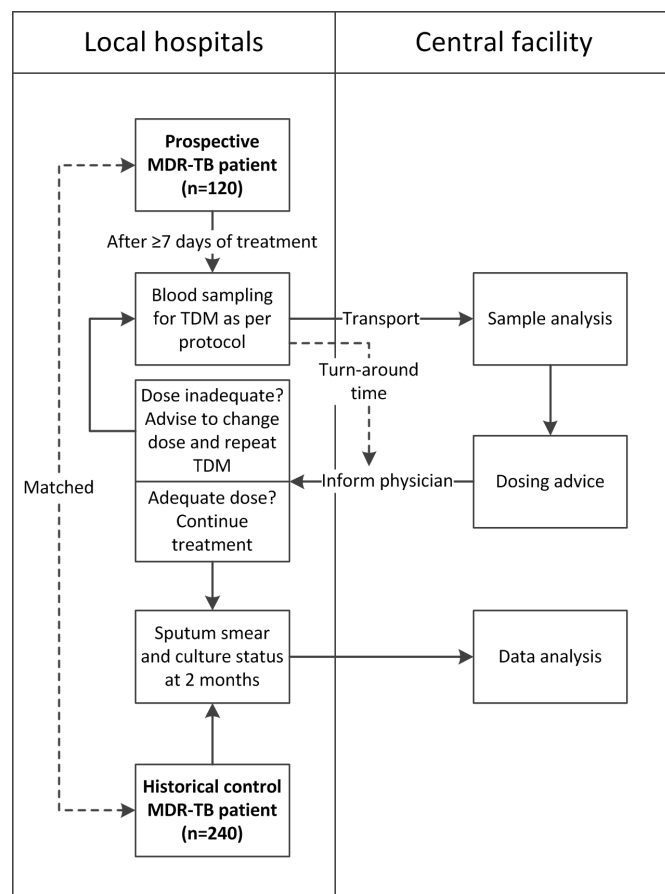 Local hospitals
Central facility
Prospective
MDR-TB patient
(n=120)
After ≥7 days of treatment
Blood sampling
for TDM as per
protocol
Transport
Sample analysis
Turn-around
time
Dose inadequate?
Advise to change
dose and repeat
TDM
Matched
Inform physician
Dosing advice
Adequate dose?
Continue
treatment
Sputum smear
and culture status
at 2 months
Data analysis
Historical control
MDR-TB patient
(n=240)